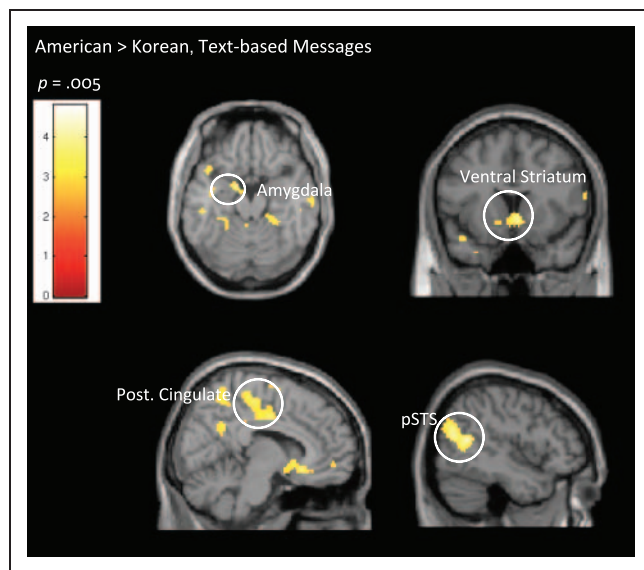 American > Korean, Text-based Messages
p = .005
4
3
2
1
0
Amygdala
Ventral Striatum
Post. Cingulate
pSTS